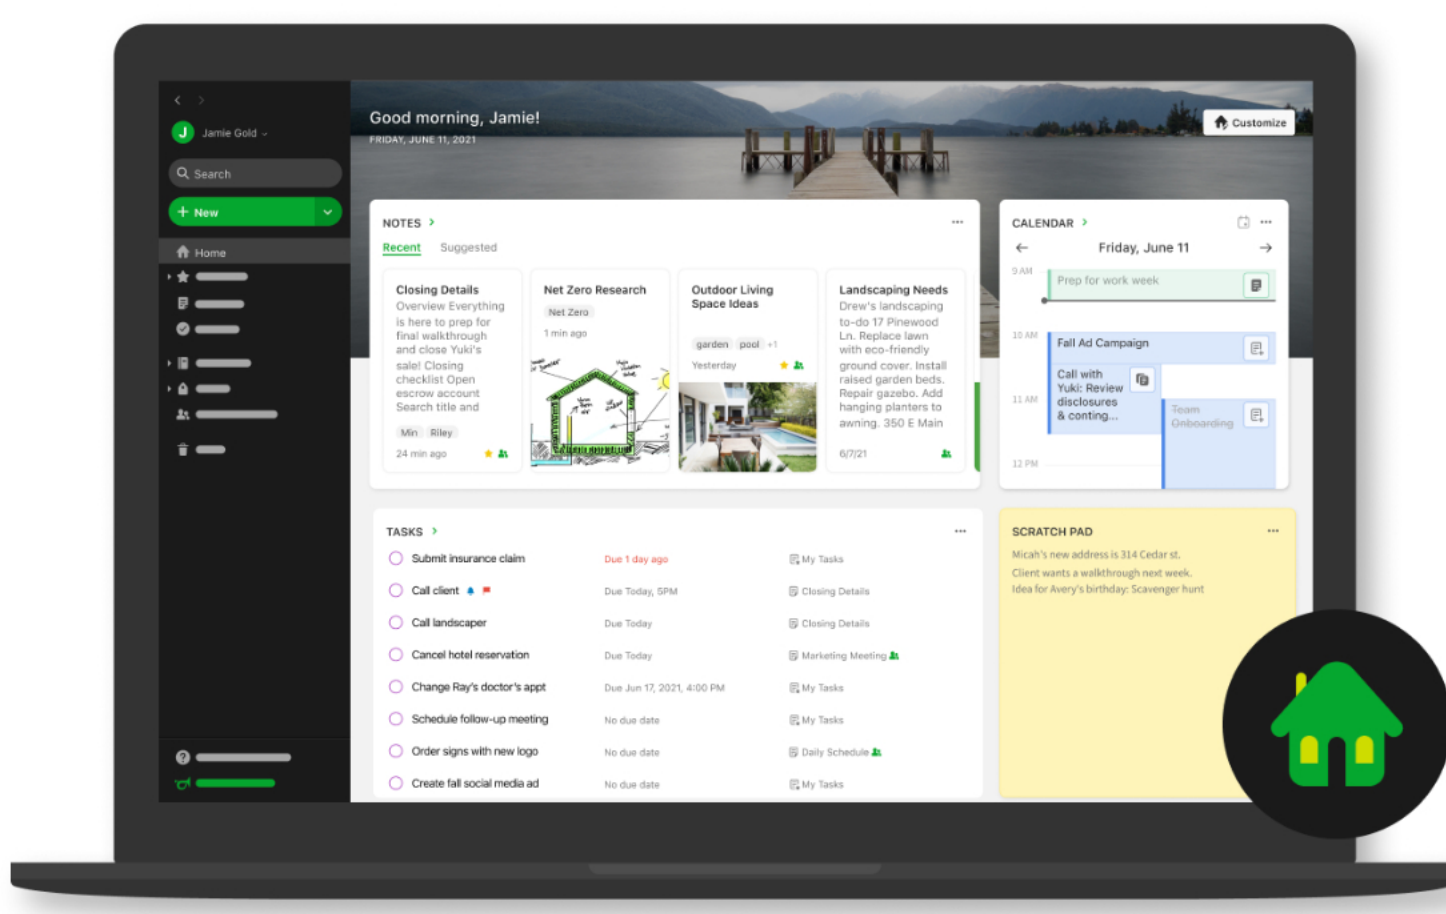 J Jamie Gold
Search
+ New
Home
Good morning, Jamie!
FRIDAY, JUNE 11, 2021
Customize
NOTES
Recent Suggested
Closing Details
Overview Everything
is here to prep for
final walkthrough
and close Yuki's
sale! Closing
checklist Open
escrow account
Search title and
Min Riley
24 min ago
Net Zero Research
Net Zero
1 min ago
Outdoor Living
Space Ideas
garden pool +1
Yesterday
Landscaping Needs
Drew's landscaping
to-do 17 Pinewood
Ln. Replace lawn
with eco-friendly
ground cover. Install
raised garden beds.
Repair gazebo. Add
hanging planters to
awning. 350 E Main
6/7/21
CALENDAR
Friday, June 11
9 AM
Prep for work week
10 AM
Fall Ad Campaign
Call with
Yuki: Review
disclosures
& conting...
11 AM
Team
Onboarding
12 PM
TASKS
Submit insurance claim Due 1 day ago My Tasks
Call client Due Today, 5PM Closing Details
Call landscaper Due Today Closing Details
Cancel hotel reservation Due Today Marketing Meeting
Change Ray's doctor's appt Due Jun 17, 2021, 4:00 PM My Tasks
Schedule follow-up meeting No due date My Tasks
Order signs with new logo No due date Daily Schedule
Create fall social media ad No due date My Tasks
SCRATCH PAD
Micah's new address is 314 Cedar st.
Client wants a walkthrough next week.
Idea for Avery's birthday: Scavenger hunt